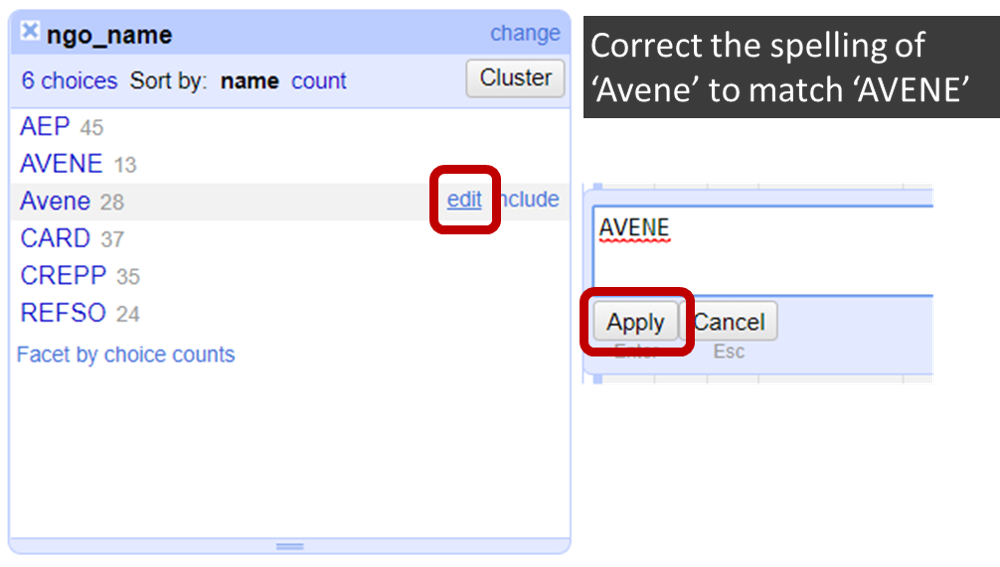 ngo_name change
6 choices Sort by: name count Cluster
AEP 45
AVENE 13
Avene 28 edit include
CARD 37
CREPP 35
REFSO 24
Facet by choice counts
Correct the spelling of
‘Avene’ to match ‘AVENE’
AVENE
Apply Cancel
Enter Esc